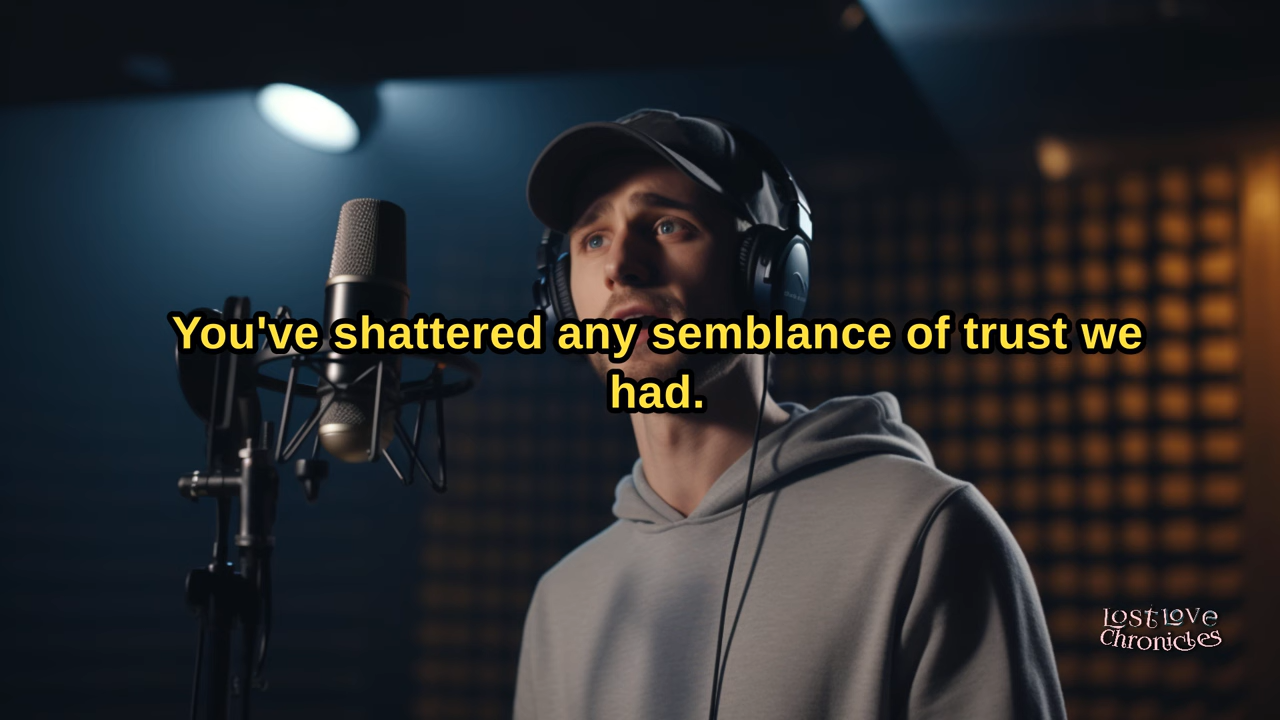 You've shattered any semblance of trust we
had.
Lost Love
Chronicles